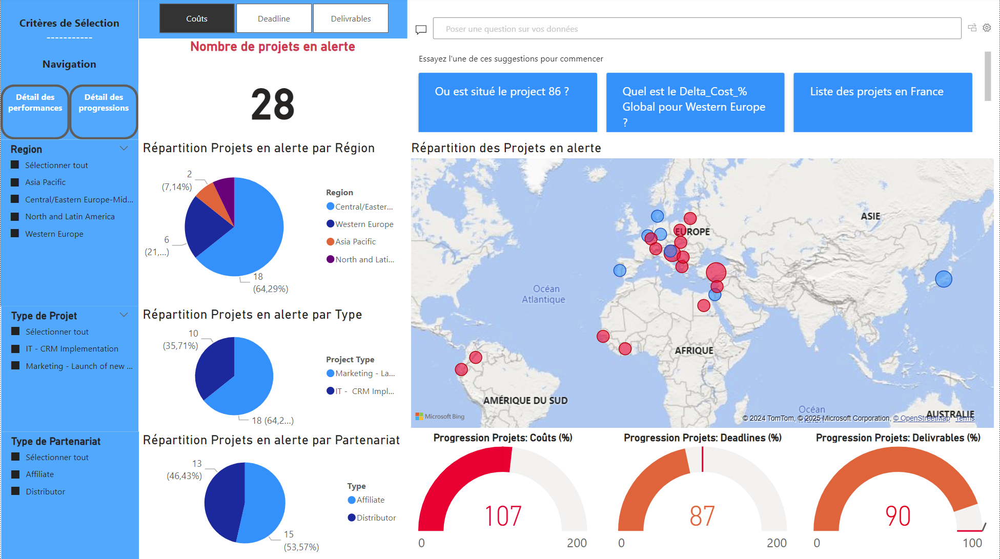 Critères de Sélection
-----------
Navigation
Détail des
performances
Détail des
progressions
Region
Sélectionner tout
Asia Pacific
Central/Eastern Europe-Mid...
North and Latin America
Western Europe
Type de Projet
Sélectionner tout
IT - CRM Implementation
Marketing - Launch of new ...
Type de Partenariat
Sélectionner tout
Affiliate
Distributor
Coûts
Deadline
Delivrables
Nombre de projets en alerte
28
Répartition Projets en alerte par Région
2
(7,14%)
6
(21,...)
18
(64,29%)
Region
Central/Easter...
Western Europe
Asia Pacific
North and Lati...
Répartition Projets en alerte par Type
10
(35,71%)
18 (64,2...)
Project Type
Marketing - La...
IT - CRM Impl...
Répartition Projets en alerte par Partenariat
13
(46,43%)
15
(53,57%)
Type
Affiliate
Distributor
Poser une question sur vos données
Essayez l'une de ces suggestions pour commencer
Ou est situé le project 86 ?
Quel est le Delta_Cost_%
Global pour Western Europe
?
Liste des projets en France
Répartition des Projets en alerte
ASIE
EUROPE
Océan
Atlantique
AFRIQUE
AMÉRIQUE DU SUD
Océan
Indien
AUSTRALIE
Microsoft Bing
© 2024 TomTom, © 2025 Microsoft Corporation, © OpenStreetMap Terms
Progression Projets: Coûts (%)
107
0
200
Progression Projets: Deadlines (%)
87
0
200
Progression Projets: Delivrables (%)
90
0
100